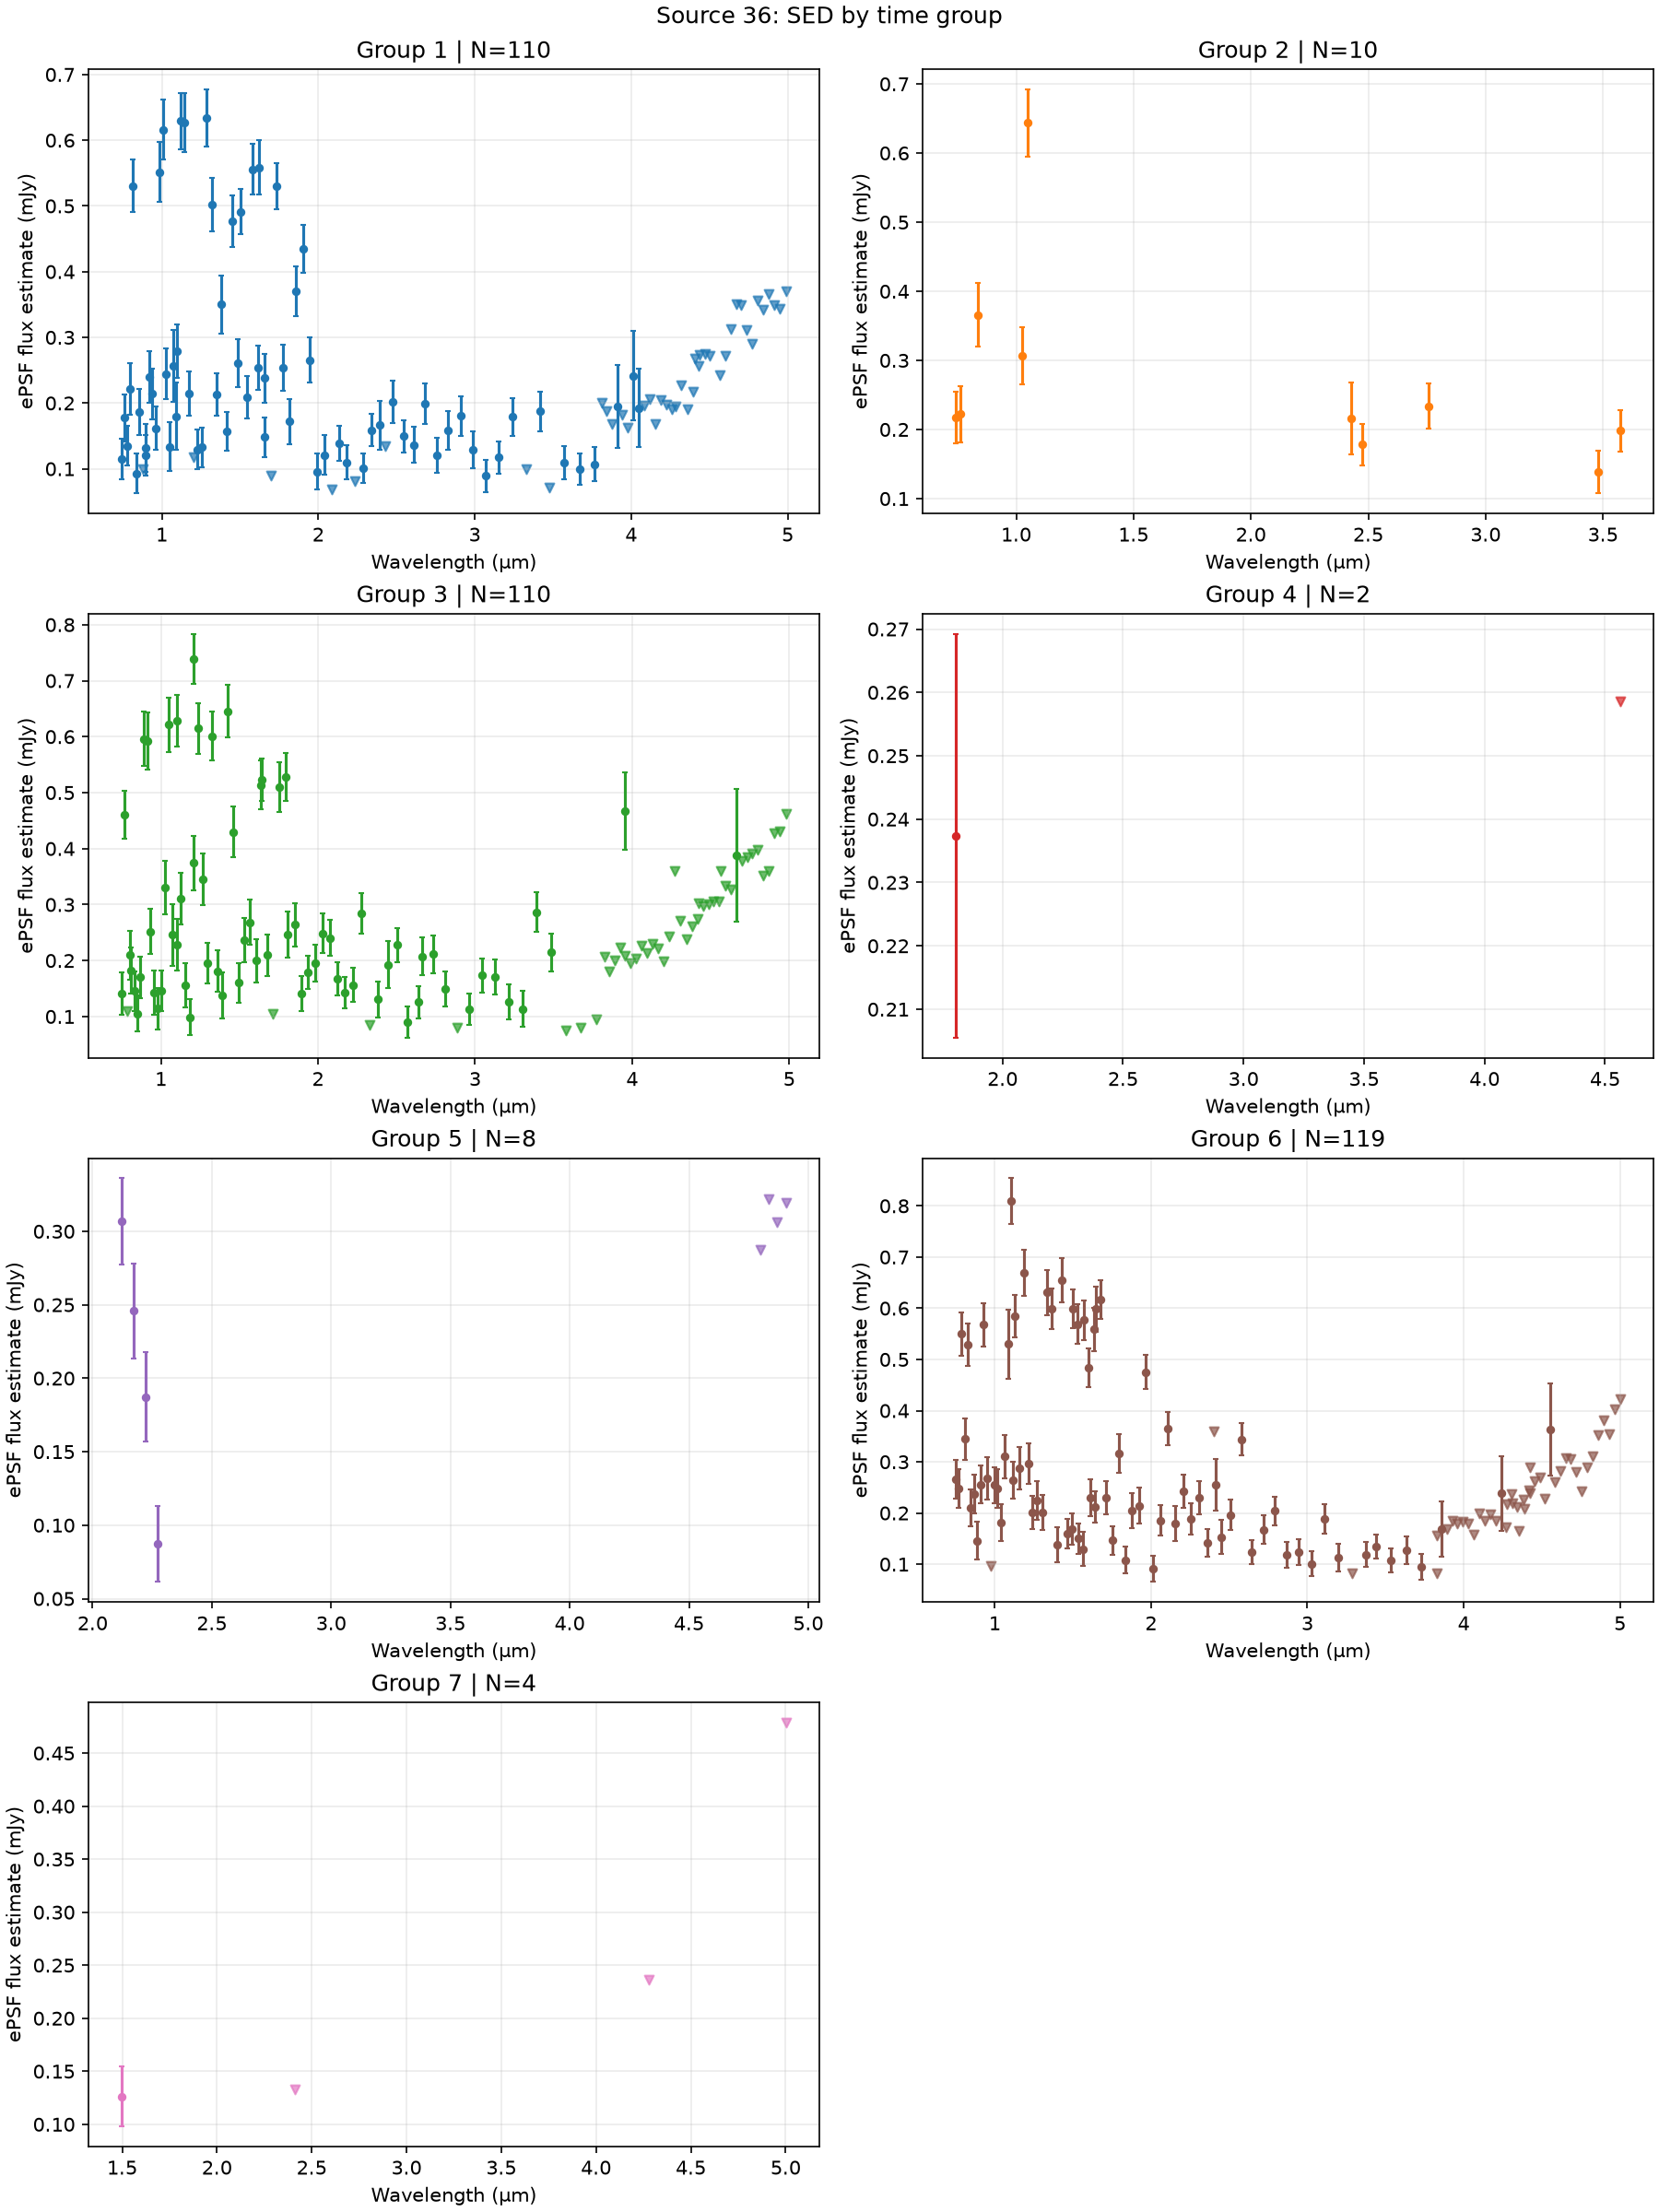 Source 36: SED by time group
Group 1 | N=110
0.7
0.6
0.5
0.4
0.3
0.2
0.1
ePSF flux estimate (mJy)
1 2 3 4 5
Wavelength (µm)
Group 2 | N=10
0.7
0.6
0.5
0.4
0.3
0.2
0.1
ePSF flux estimate (mJy)
1.0 1.5 2.0 2.5 3.0 3.5
Wavelength (µm)
Group 3 | N=110
0.8
0.7
0.6
0.5
0.4
0.3
0.2
0.1
ePSF flux estimate (mJy)
1 2 3 4 5
Wavelength (µm)
Group 4 | N=2
0.27
0.26
0.25
0.24
0.23
0.22
0.21
ePSF flux estimate (mJy)
2.0 2.5 3.0 3.5 4.0 4.5
Wavelength (µm)
Group 5 | N=8
0.30
0.25
0.20
0.15
0.10
0.05
ePSF flux estimate (mJy)
2.0 2.5 3.0 3.5 4.0 4.5 5.0
Wavelength (µm)
Group 6 | N=119
0.8
0.7
0.6
0.5
0.4
0.3
0.2
0.1
ePSF flux estimate (mJy)
1 2 3 4 5
Wavelength (µm)
Group 7 | N=4
0.45
0.40
0.35
0.30
0.25
0.20
0.15
0.10
ePSF flux estimate (mJy)
1.5 2.0 2.5 3.0 3.5 4.0 4.5 5.0
Wavelength (µm)